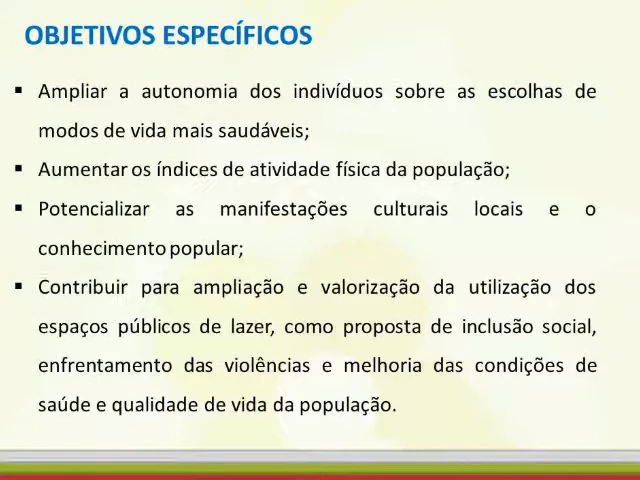 OBJETIVOS ESPECÍFICOS
▪ Ampliar a autonomia dos indivíduos sobre as escolhas de
modos de vida mais saudáveis;
▪ Aumentar os índices de atividade física da população;
▪ Potencializar as manifestações culturais locais e o
conhecimento popular;
▪ Contribuir para ampliação e valorização da utilização dos
espaços públicos de lazer, como proposta de inclusão social,
enfrentamento das violências e melhoria das condições de
saúde e qualidade de vida da população.